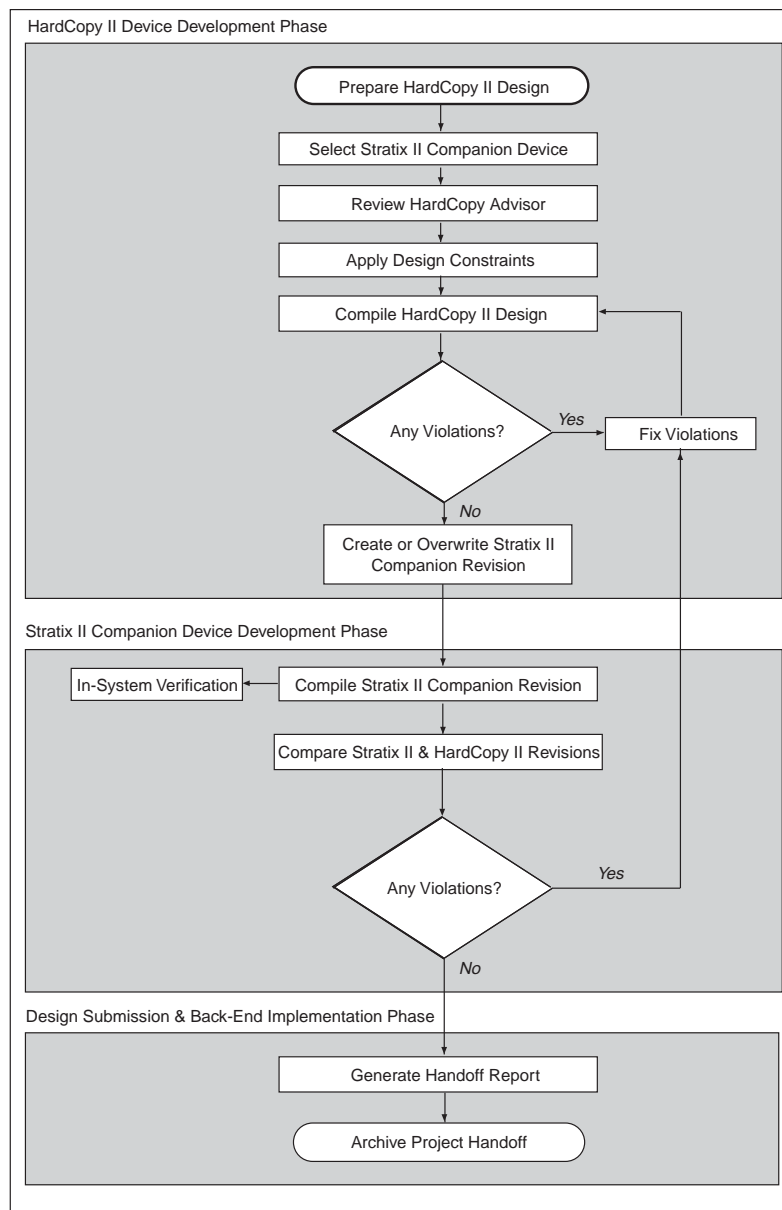 HardCopy II Device Development Phase
Prepare HardCopy II Design
Select Stratix II Companion Device
Review HardCopy Advisor
Apply Design Constraints
Compile HardCopy II Design
Any Violations?
Yes
Fix Violations
No
Create or Overwrite Stratix II
Companion Revision
Stratix II Companion Device Development Phase
In-System Verification
Compile Stratix II Companion Revision
Compare Stratix II & HardCopy II Revisions
Any Violations?
Yes
No
Design Submission & Back-End Implementation Phase
Generate Handoff Report
Archive Project Handoff